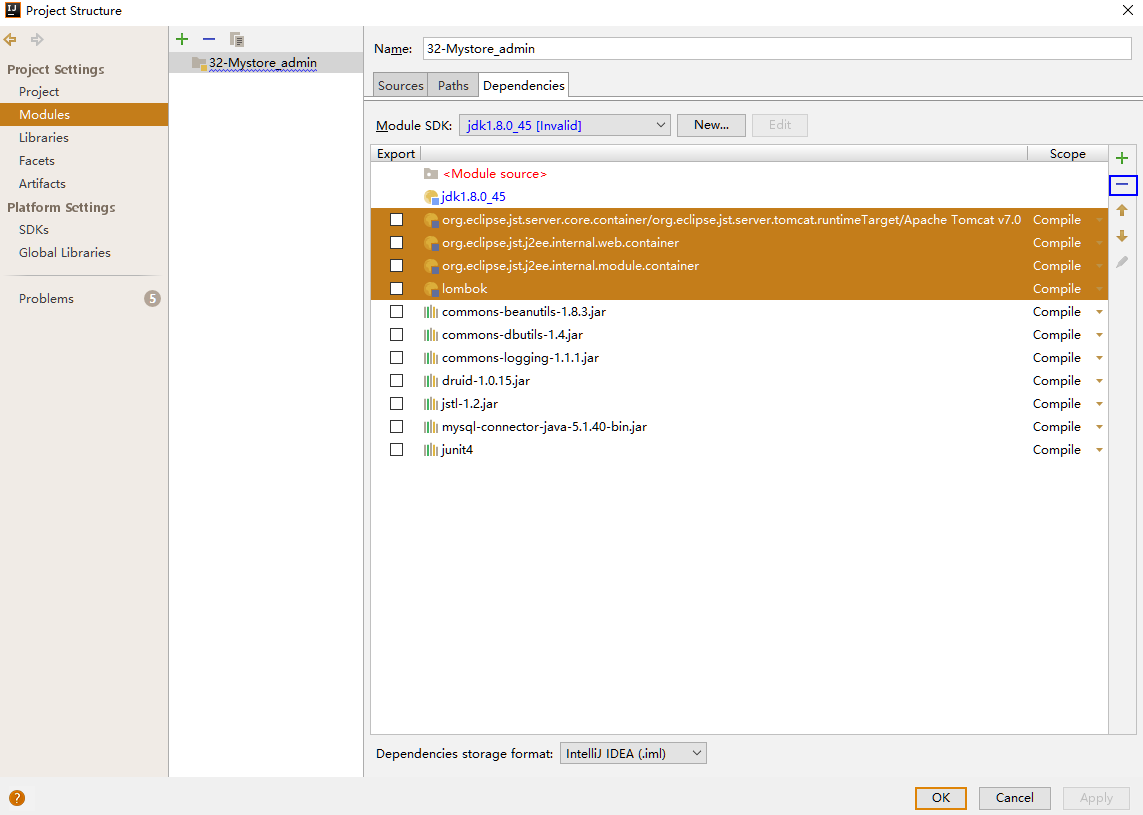 Project Structure
Project Settings
Project
Modules
Libraries
Facets
Artifacts
Platform Settings
SDKs
Global Libraries
Problems 5
32-Mystore_admin
Name: 32-Mystore_admin
Sources Paths Dependencies
Module SDK: jdk1.8.0_45 [Invalid] New... Edit
Export Scope
<Module source>
jdk1.8.0_45
org.eclipse.jst.server.core.container/org.eclipse.jst.server.tomcat.runtimeTarget/Apache Tomcat v7.0 Compile
org.eclipse.jst.j2ee.internal.web.container Compile
org.eclipse.jst.j2ee.internal.module.container Compile
lombok Compile
commons-beanutils-1.8.3.jar Compile
commons-dbutils-1.4.jar Compile
commons-logging-1.1.1.jar Compile
druid-1.0.15.jar Compile
jstl-1.2.jar Compile
mysql-connector-java-5.1.40-bin.jar Compile
junit4 Compile
Dependencies storage format: IntelliJ IDEA (.iml)
? OK Cancel Apply